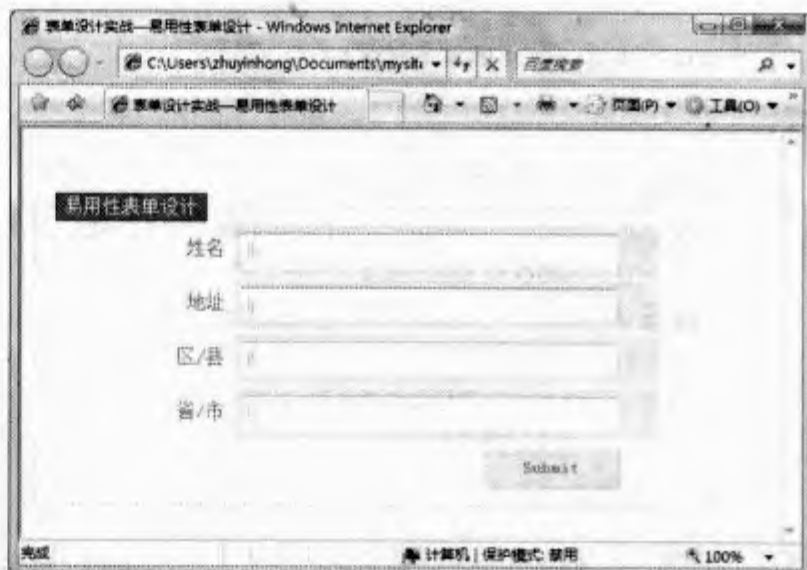 表单设计实战—易用性表单设计 - Windows Internet Explorer
C:\Users\zhuyinhong\Documents\mysit 百度搜索
表单设计实战—易用性表单设计 页面(P) 工具(O) »
易用性表单设计
姓名
地址
区/县
省/市
Submit
完成 计算机 | 保护模式: 禁用 100%